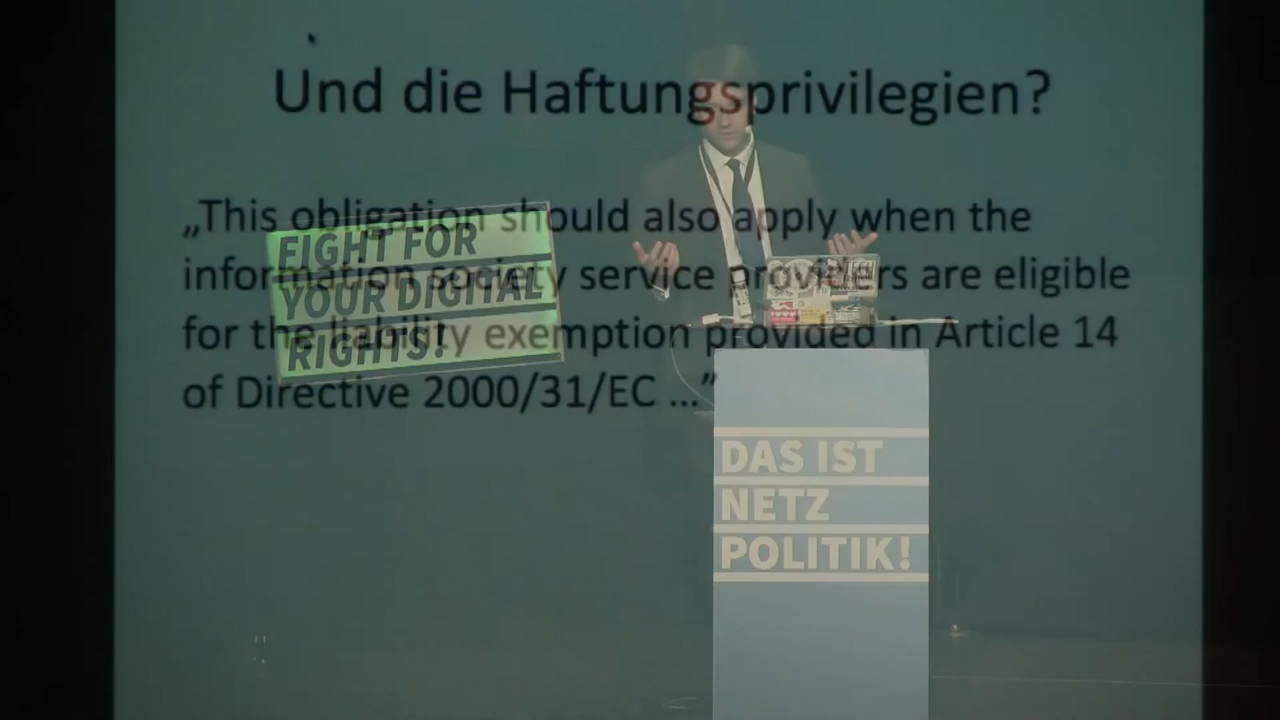 Und die Haftungsprivilegien?
„This obligation should also apply when the
information society service providers are eligible
for the liability exemption provided in Article 14
of Directive 2000/31/EC ...”
FIGHT FOR
YOUR DIGITAL
RIGHTS!
DAS IST
NETZ
POLITIK!